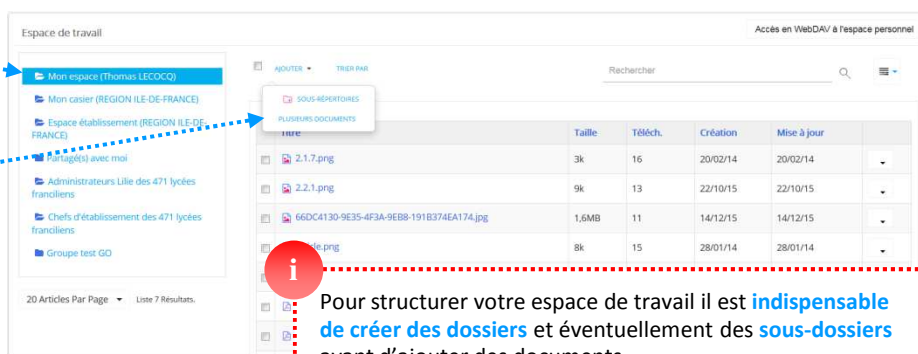 Espace de travail
Accès en WebDAV à l'espace personnel
Mon espace (Thomas LECOCQ)
Mon casier (REGION ILE-DE-FRANCE)
Espace établissement (REGION ILE-DE-
FRANCE)
Partagé(s) avec moi
Administrateurs Lilie des 471 lycées
franciliens
Chefs d'établissement des 471 lycées
franciliens
Groupe test GO
20 Articles Par Page
Liste 7 Résultats.
AJOUTER
TRIER PAR
Rechercher
SOUS-RÉPERTOIRES
PLUSIEURS DOCUMENTS
Titre Taille Téléch. Création Mise à jour
2.1.7.png 3k 16 20/02/14 20/02/14
2.2.1.png 9k 13 22/10/15 22/10/15
66DC4130-9E35-4F3A-9EB8-191B374EA174.jpg 1,6MB 11 14/12/15 14/12/15
.png 8k 15 28/01/14 28/01/14
i
Pour structurer votre espace de travail il est indispensable
de créer des dossiers et éventuellement des sous-dossiers
avant d'ajouter des documents